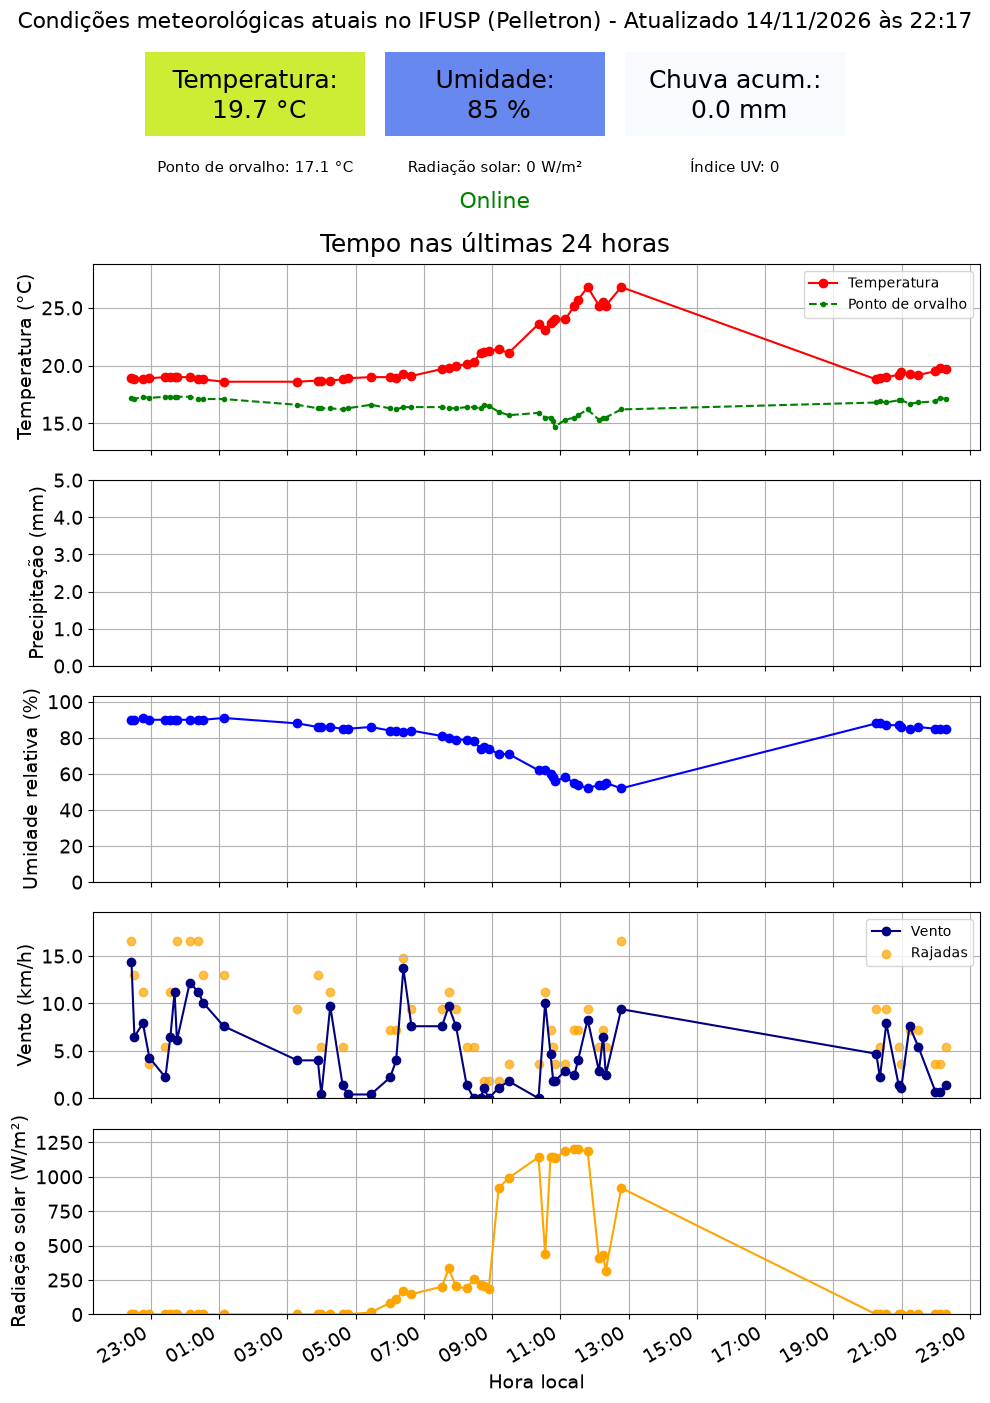 Condições meteorológicas atuais no IFUSP (Pelletron) - Atualizado 14/11/2026 às 22:17
Temperatura:
19.7 °C
Umidade:
85 %
Chuva acum.:
0.0 mm
Ponto de orvalho: 17.1 °C
Radiação solar: 0 W/m²
Índice UV: 0
Online
Tempo nas últimas 24 horas
Temperatura (°C)
25.0
20.0
15.0
Temperatura
Ponto de orvalho
Precipitação (mm)
5.0
4.0
3.0
2.0
1.0
0.0
Umidade relativa (%)
100
80
60
40
20
0
Vento (km/h)
15.0
10.0
5.0
0.0
Vento
Rajadas
Radiação solar (W/m²)
1250
1000
750
500
250
0
23:00
01:00
03:00
05:00
07:00
09:00
11:00
13:00
15:00
17:00
19:00
21:00
23:00
Hora local